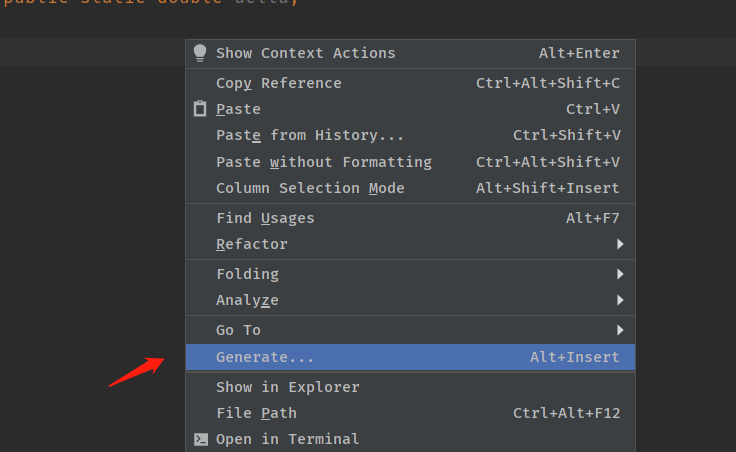 public static double delta;
Show Context Actions Alt+Enter
Copy Reference Ctrl+Alt+Shift+C
Paste Ctrl+V
Paste from History... Ctrl+Shift+V
Paste without Formatting Ctrl+Alt+Shift+V
Column Selection Mode Alt+Shift+Insert
Find Usages Alt+F7
Refactor
Folding
Analyze
Go To
Generate... Alt+Insert
Show in Explorer
File Path Ctrl+Alt+F12
Open in Terminal